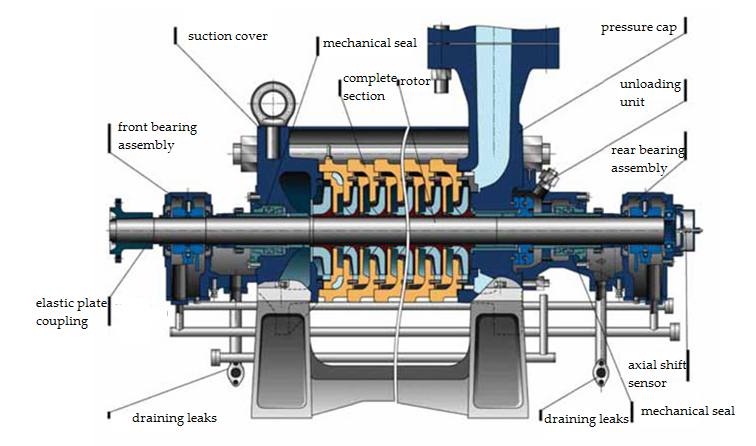 suction cover
mechanical seal
pressure cap
complete
section
rotor
unloading
unit
front bearing
assembly
rear bearing
assembly
elastic plate
coupling
axial shift
sensor
draining leaks
draining leaks
mechanical seal